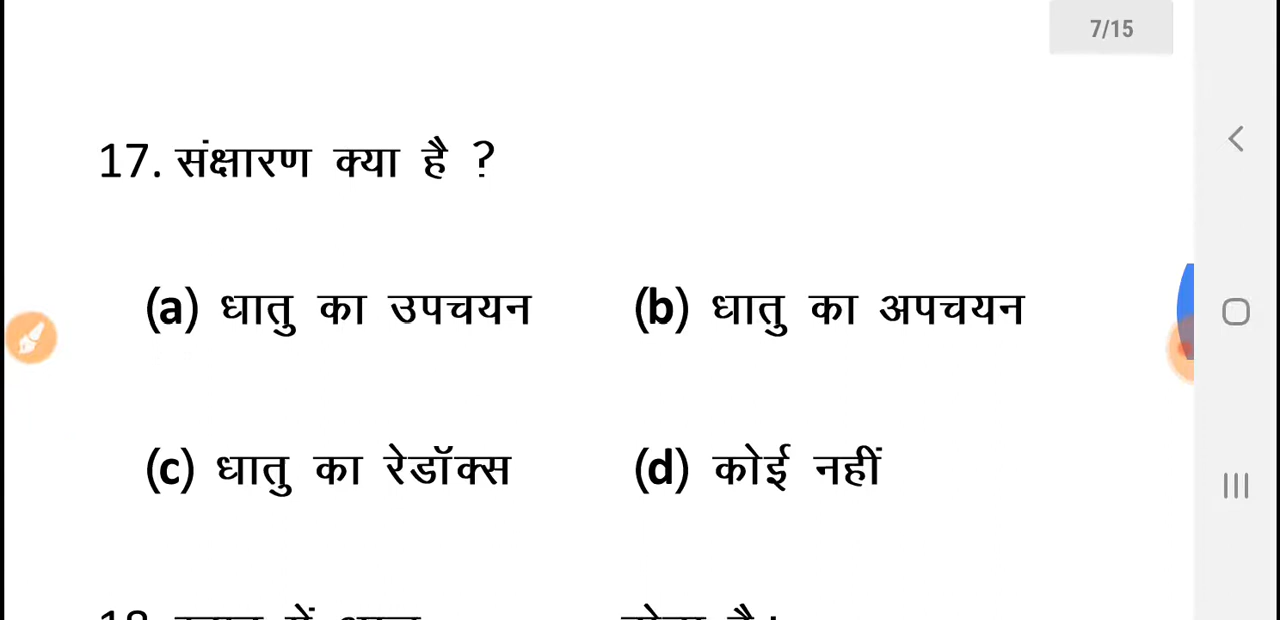 7/15
17. संक्षारण क्या है ?
(a) धातु का उपचयन (b) धातु का अपचयन
(c) धातु का रेडॉक्स (d) कोई नहीं